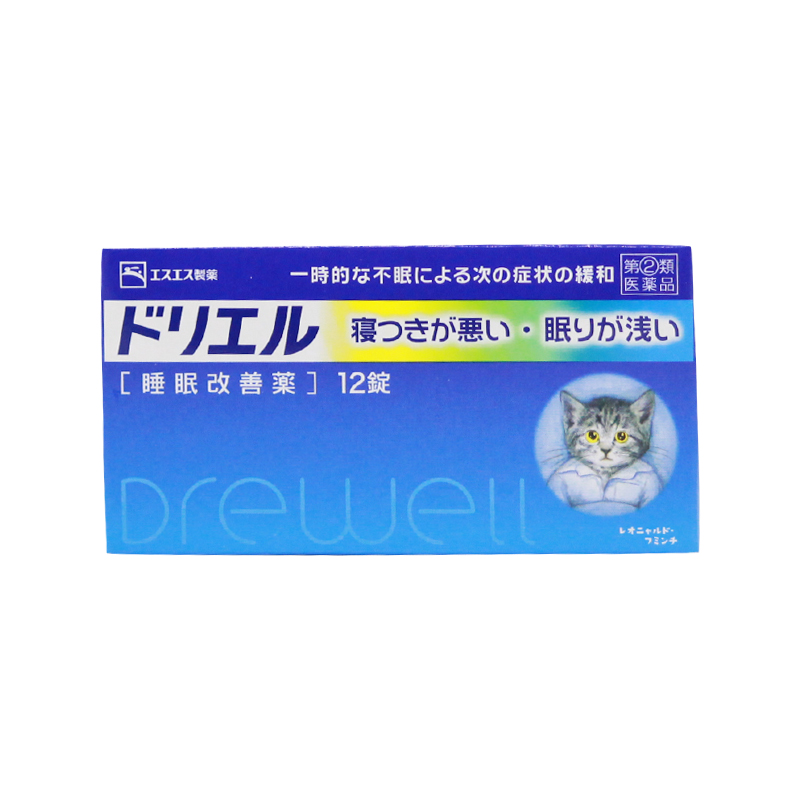 エスエス製薬
一時的な不眠による次の症状の緩和
指②類
医薬品
ドリエル
寝つきが悪い・眠りが浅い
[睡眠改善薬] 12錠
Drewell
レオニャルド・
フミンチ